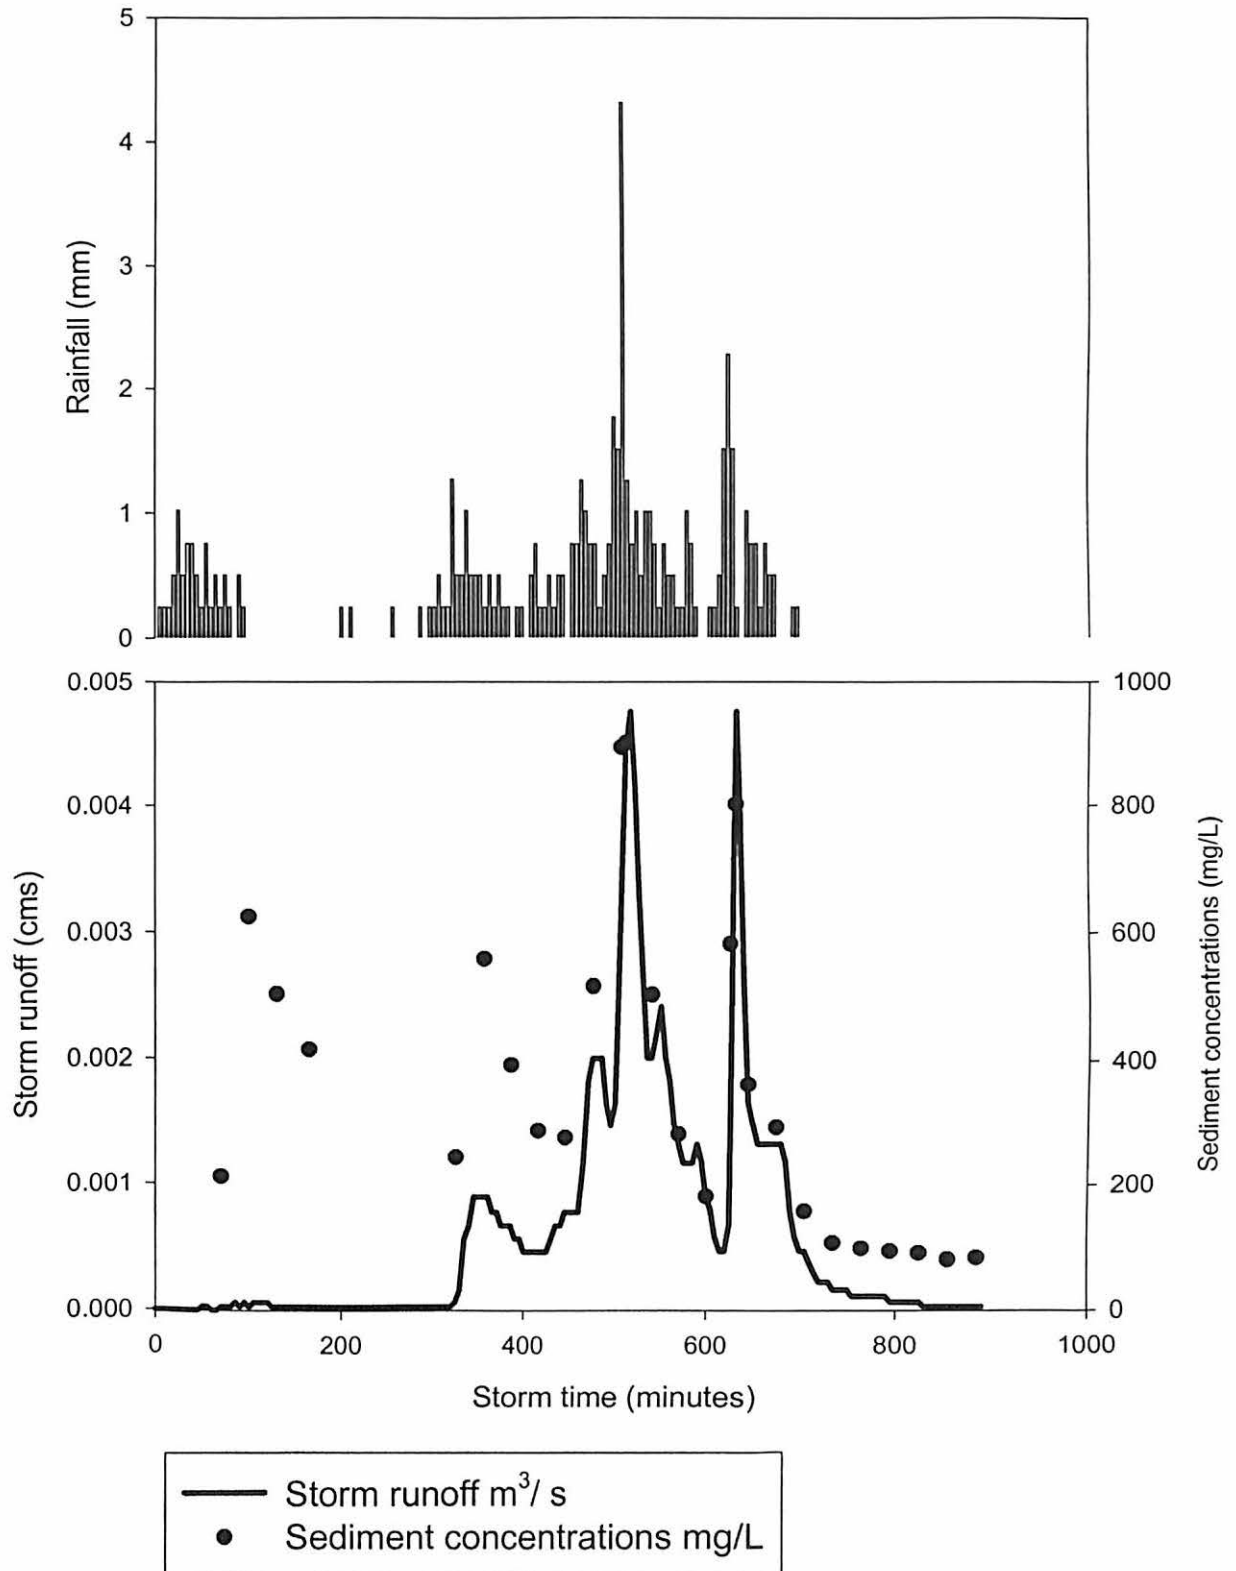 5
4
3
2
1
0
Rainfall (mm)
0.005
0.004
0.003
0.002
0.001
0.000
Storm runoff (cms)
1000
800
600
400
200
0
Sediment concentrations (mg/L)
0 200 400 600 800 1000
Storm time (minutes)
Storm runoff m³/ s
Sediment concentrations mg/L